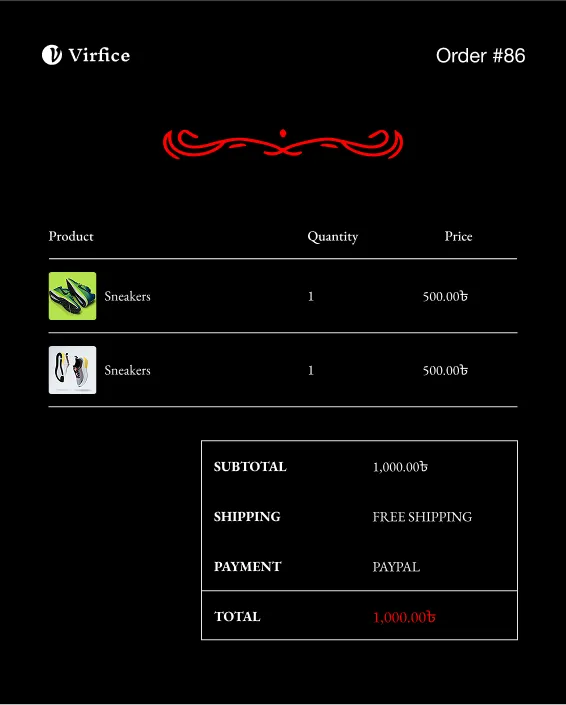 Virfice
Order #86
Product Quantity Price
Sneakers 1 500.00৳
Sneakers 1 500.00৳
SUBTOTAL 1,000.00৳
SHIPPING FREE SHIPPING
PAYMENT PAYPAL
TOTAL 1,000.00৳